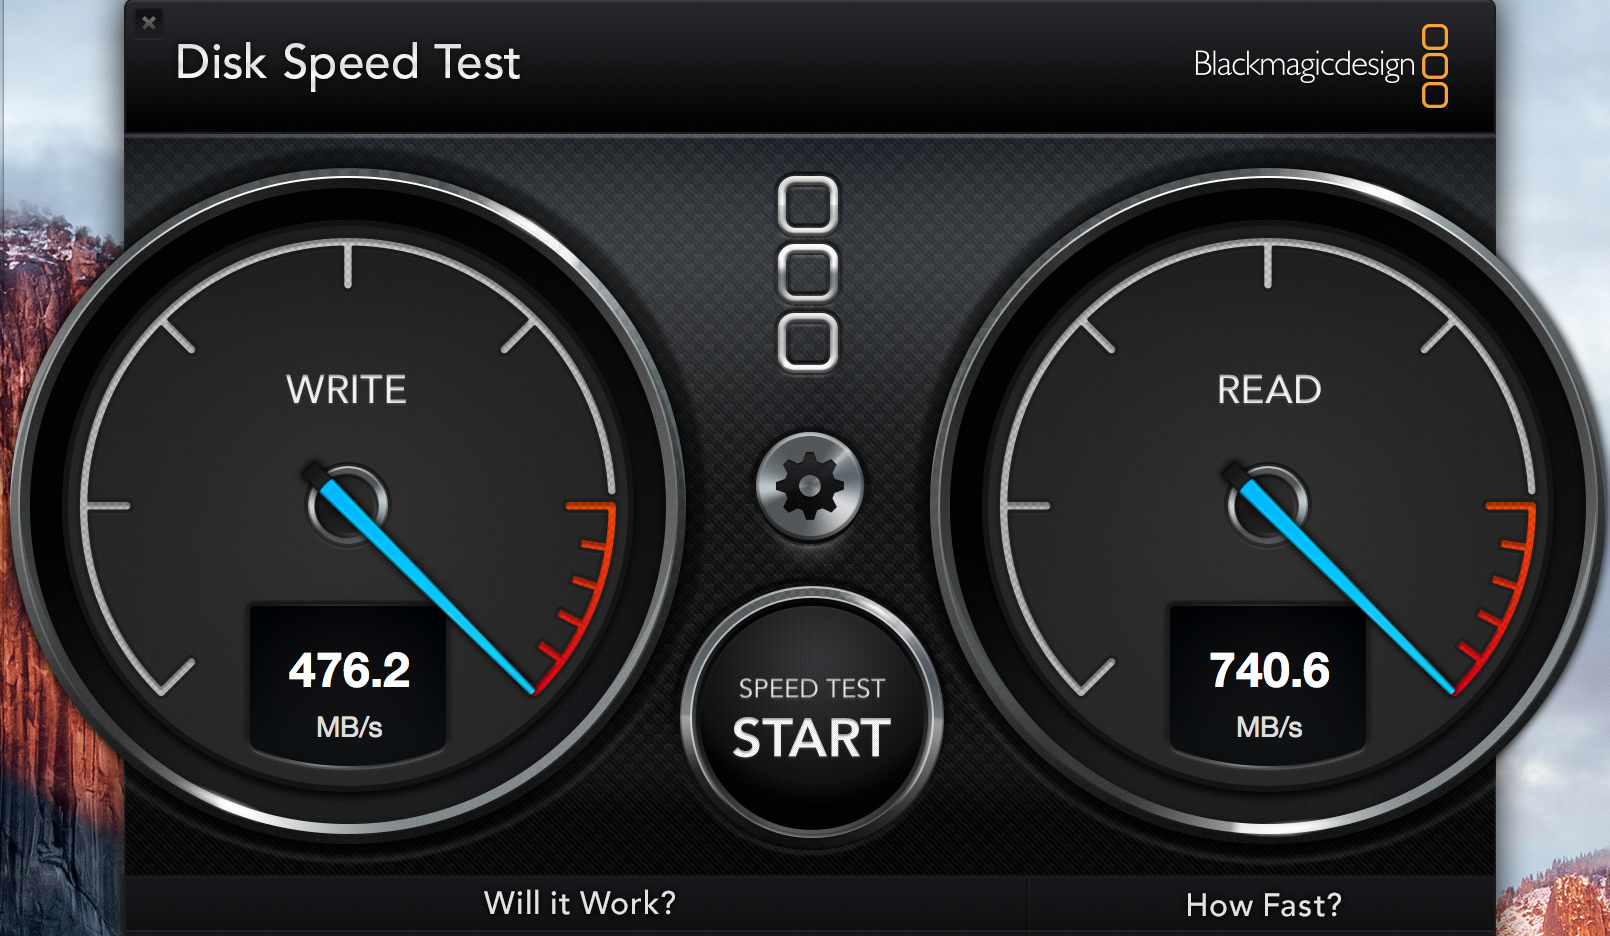 Disk Speed Test
Blackmagicdesign
WRITE
READ
476.2
MB/s
SPEED TEST
START
740.6
MB/s
Will it Work?
How Fast?